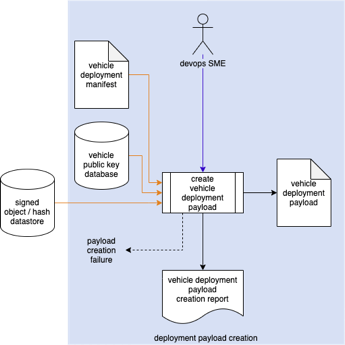 devops SME
vehicle
deployment
manifest
vehicle
public key
database
signed
object / hash
datastore
create
vehicle
deployment
payload
vehicle
deployment
payload
payload
creation
failure
vehicle deployment
payload
creation report
deployment payload creation